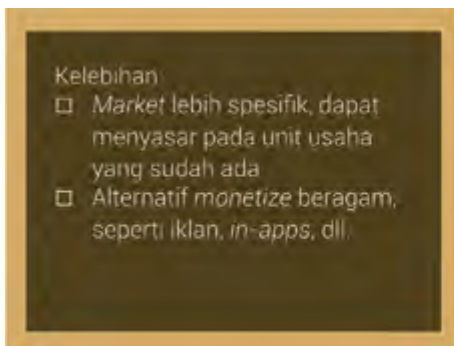 Kelebihan
□ Market lebih spesifik, dapat
menyasar pada unit usaha
yang sudah ada
□ Alternatif monetize beragam,
seperti iklan, in-apps, dll.